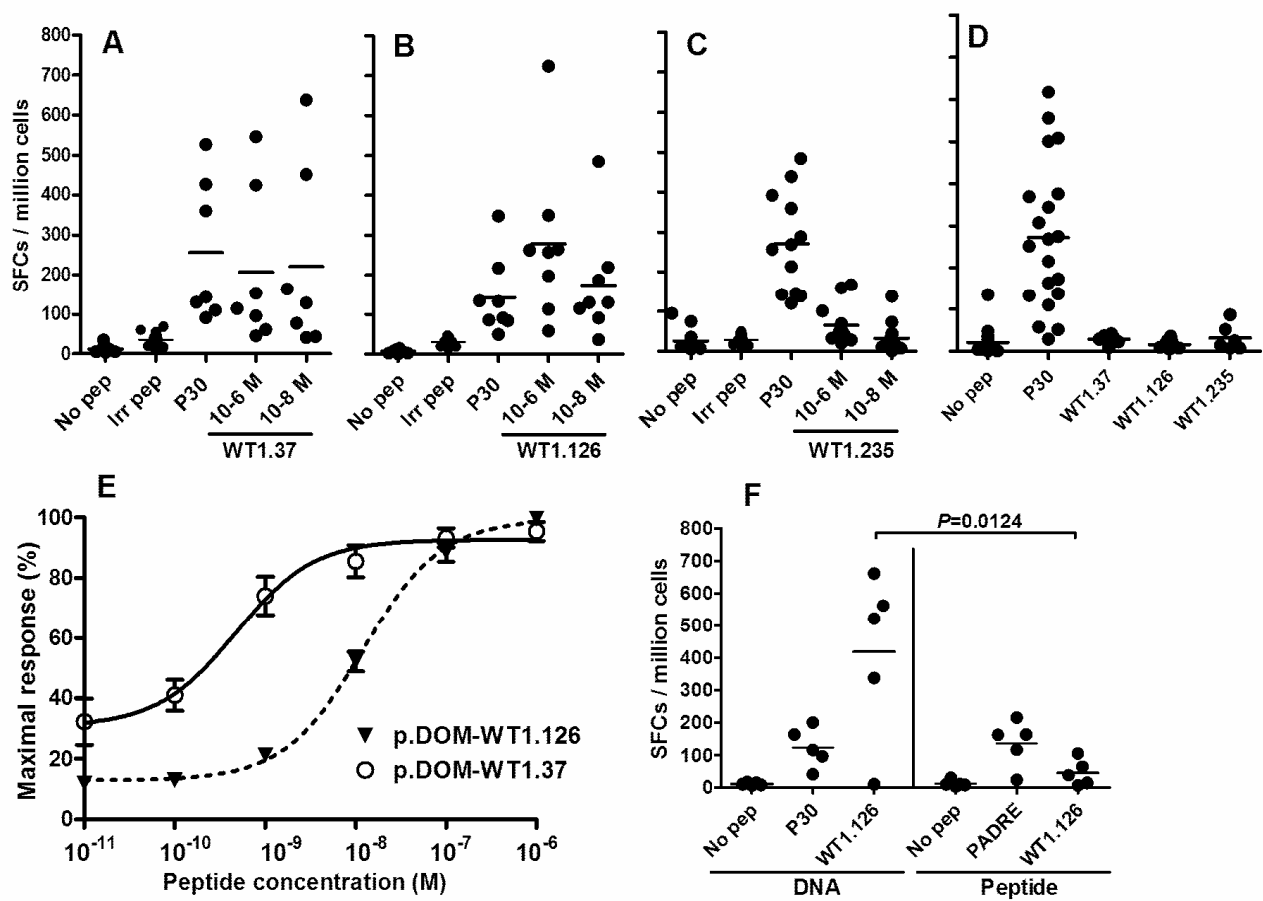 A
B
C
D
SFCs / million cells
800
700
600
500
400
300
200
100
0
No pep
Irr pep
P30
10-6 M
10-8 M
WT1.37
No pep
Irr pep
P30
10-6 M
10-8 M
WT1.126
No pep
Irr pep
P30
10-6 M
10-8 M
WT1.235
No pep
P30
WT1.37
WT1.126
WT1.235
E
Maximal response (%)
100
80
60
40
20
0
10-11
10-10
10-9
10-8
10-7
10-6
Peptide concentration (M)
p.DOM-WT1.126
p.DOM-WT1.37
F
P=0.0124
SFCs / million cells
800
700
600
500
400
300
200
100
0
No pep
P30
WT1.126
No pep
PADRE
WT1.126
DNA
Peptide